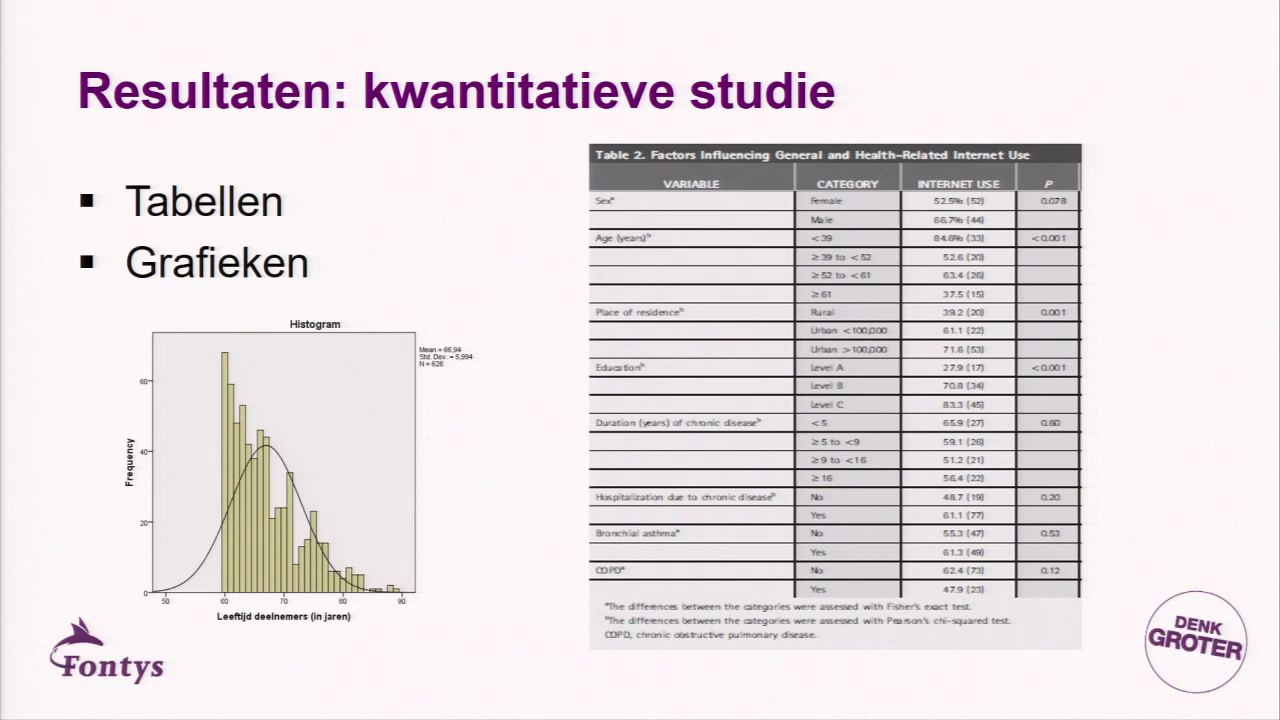 Resultaten: kwantitatieve studie
▪ Tabellen
▪ Grafieken
Histogram
Mean = 66,94
Std. Dev. = 5,994
N = 626
Frequency
60
40
20
0
50 60 70 80 90
Leeftijd deelnemers (in jaren)
Table 2. Factors Influencing General and Health-Related Internet Use
VARIABLE CATEGORY INTERNET USE P
Sexᵃ Female 52.5% (52) 0.078
Male 66.7% (44)
Age (years)ᵇ <39 84.6% (33) <0.001
≥39 to <52 52.6 (20)
≥52 to <61 63.4 (26)
≥61 37.5 (15)
Place of residenceᵇ Rural 39.2 (20) 0.001
Urban <100,000 61.1 (22)
Urban >100,000 71.6 (53)
Educationᵇ Level A 27.9 (17) <0.001
Level B 70.8 (34)
Level C 83.3 (45)
Duration (years) of chronic diseaseᵇ <5 65.9 (27) 0.60
≥5 to <9 59.1 (26)
≥9 to <16 51.2 (21)
≥16 56.4 (22)
Hospitalization due to chronic diseaseᵇ No 48.7 (19) 0.20
Yes 61.1 (77)
Bronchial asthmaᵃ No 55.3 (47) 0.53
Yes 61.3 (49)
COPDᵃ No 62.4 (73) 0.12
Yes 47.9 (23)
ᵃThe differences between the categories were assessed with Fisher's exact test.
ᵇThe differences between the categories were assessed with Pearson's chi-squared test.
COPD, chronic obstructive pulmonary disease.
Fontys
DENK
GROTER